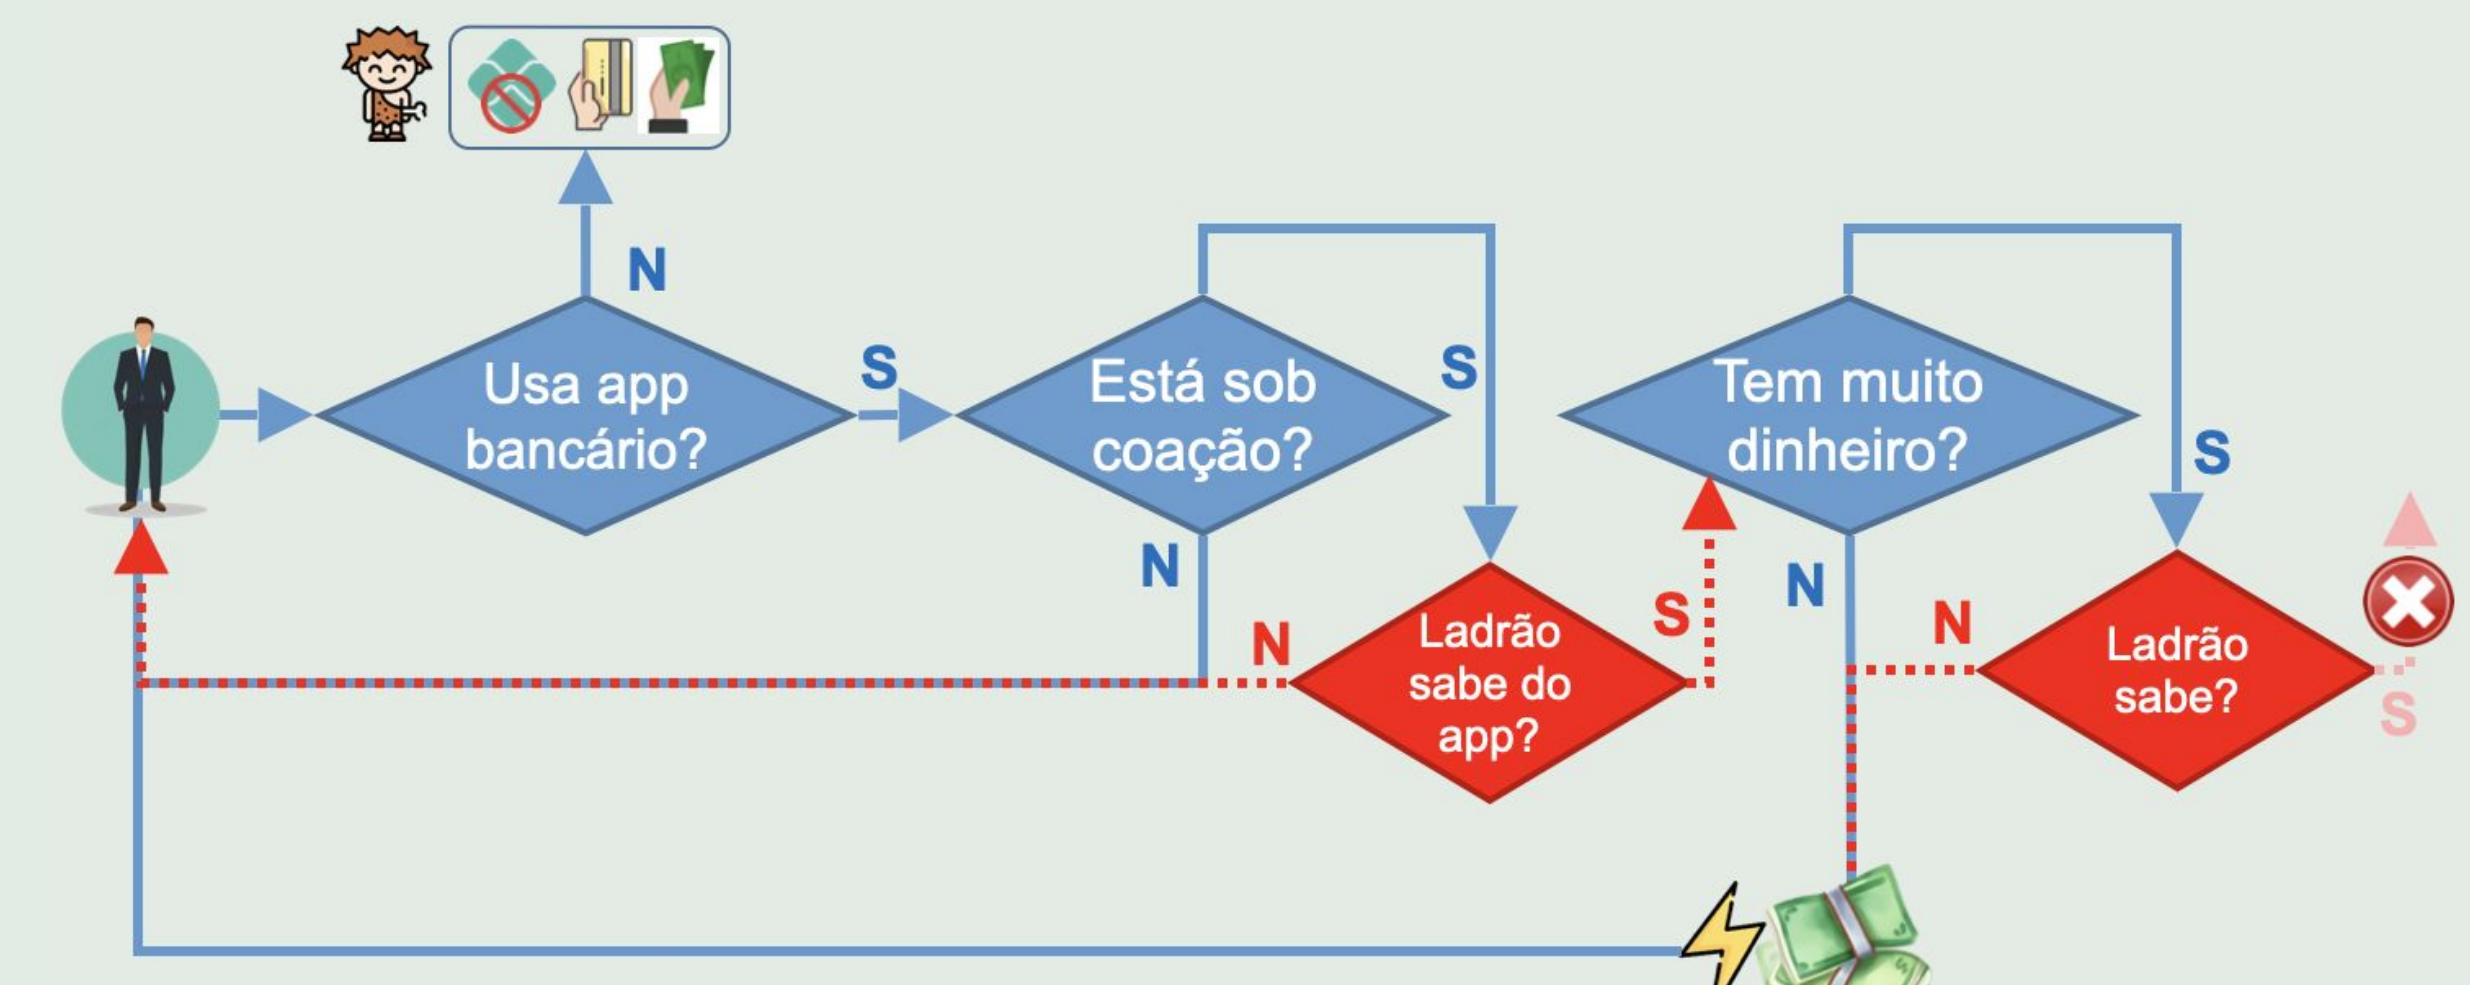 N
Usa app
bancário?
S
Está sob
coação?
S
N
Ladrão
sabe do
app?
N
S
Tem muito
dinheiro?
S
N
N
Ladrão
sabe?
S